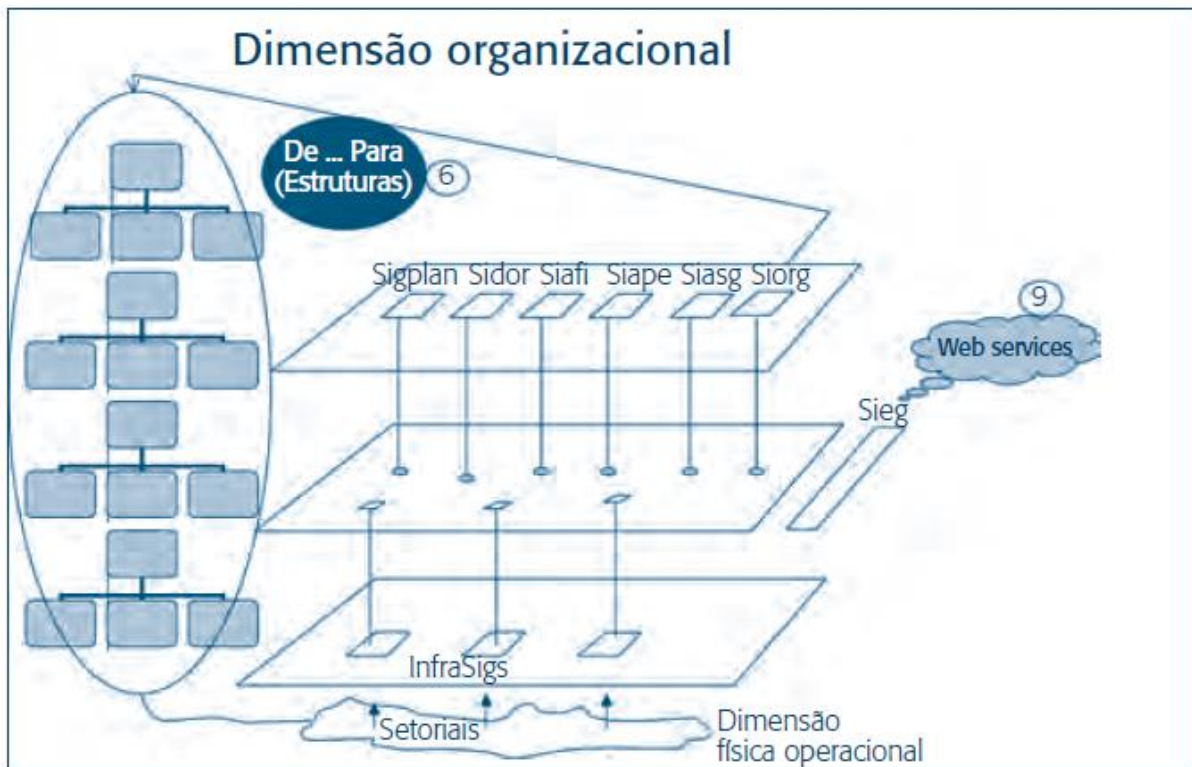 Dimensão organizacional
De ... Para
(Estruturas)
6
Sigplan Sidor Siafi Siape Siasg Siorg
9
Web services
Sieg
InfraSigs
Setoriais
Dimensão
física operacional